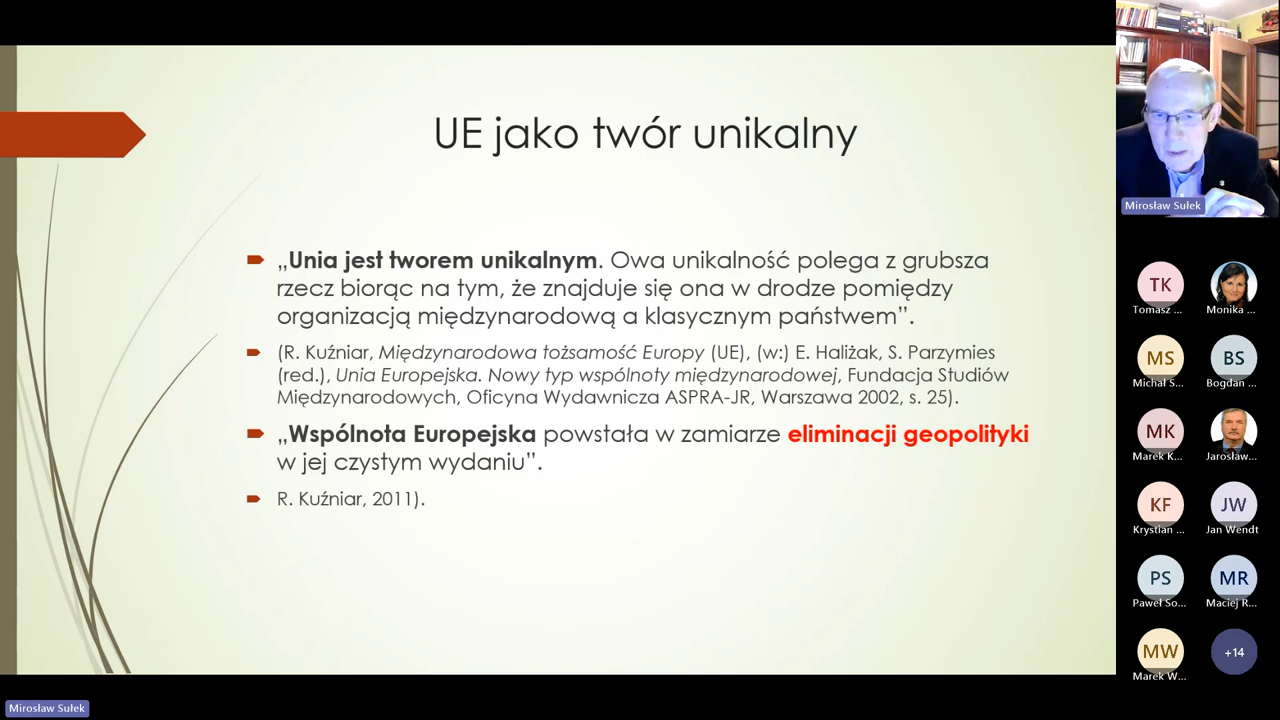 UE jako twór unikalny
„Unia jest tworem unikalnym. Owa unikalność polega z grubsza
rzecz biorąc na tym, że znajduje się ona w drodze pomiędzy
organizacją międzynarodową a klasycznym państwem”.
(R. Kuźniar, Międzynarodowa tożsamość Europy (UE), (w:) E. Haliżak, S. Parzymies
(red.), Unia Europejska. Nowy typ wspólnoty międzynarodowej, Fundacja Studiów
Międzynarodowych, Oficyna Wydawnicza ASPRA-JR, Warszawa 2002, s. 25).
„Wspólnota Europejska powstała w zamiarze eliminacji geopolityki
w jej czystym wydaniu”.
R. Kuźniar, 2011).
Mirosław Sułek
TK
Tomasz ...
Monika ...
MS
Michał S...
BS
Bogdan ...
MK
Marek K...
Jarosław...
KF
Krystian ...
JW
Jan Wendt
PS
Paweł So...
MR
Maciej R...
MW
Marek W...
+14
Mirosław Sułek